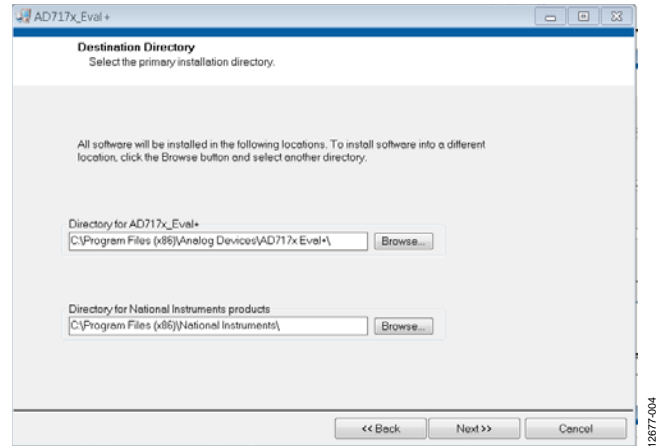 AD717x_Eval+
Destination Directory
Select the primary installation directory.
All software will be installed in the following locations. To install software into a different
location, click the Browse button and select another directory.
Directory for AD717x_Eval+
C:\Program Files (x86)\Analog Devices\AD717x Eval+\
Browse...
Directory for National Instruments products
C:\Program Files (x86)\National Instruments\
Browse...
<< Back
Next >>
Cancel
12677-004